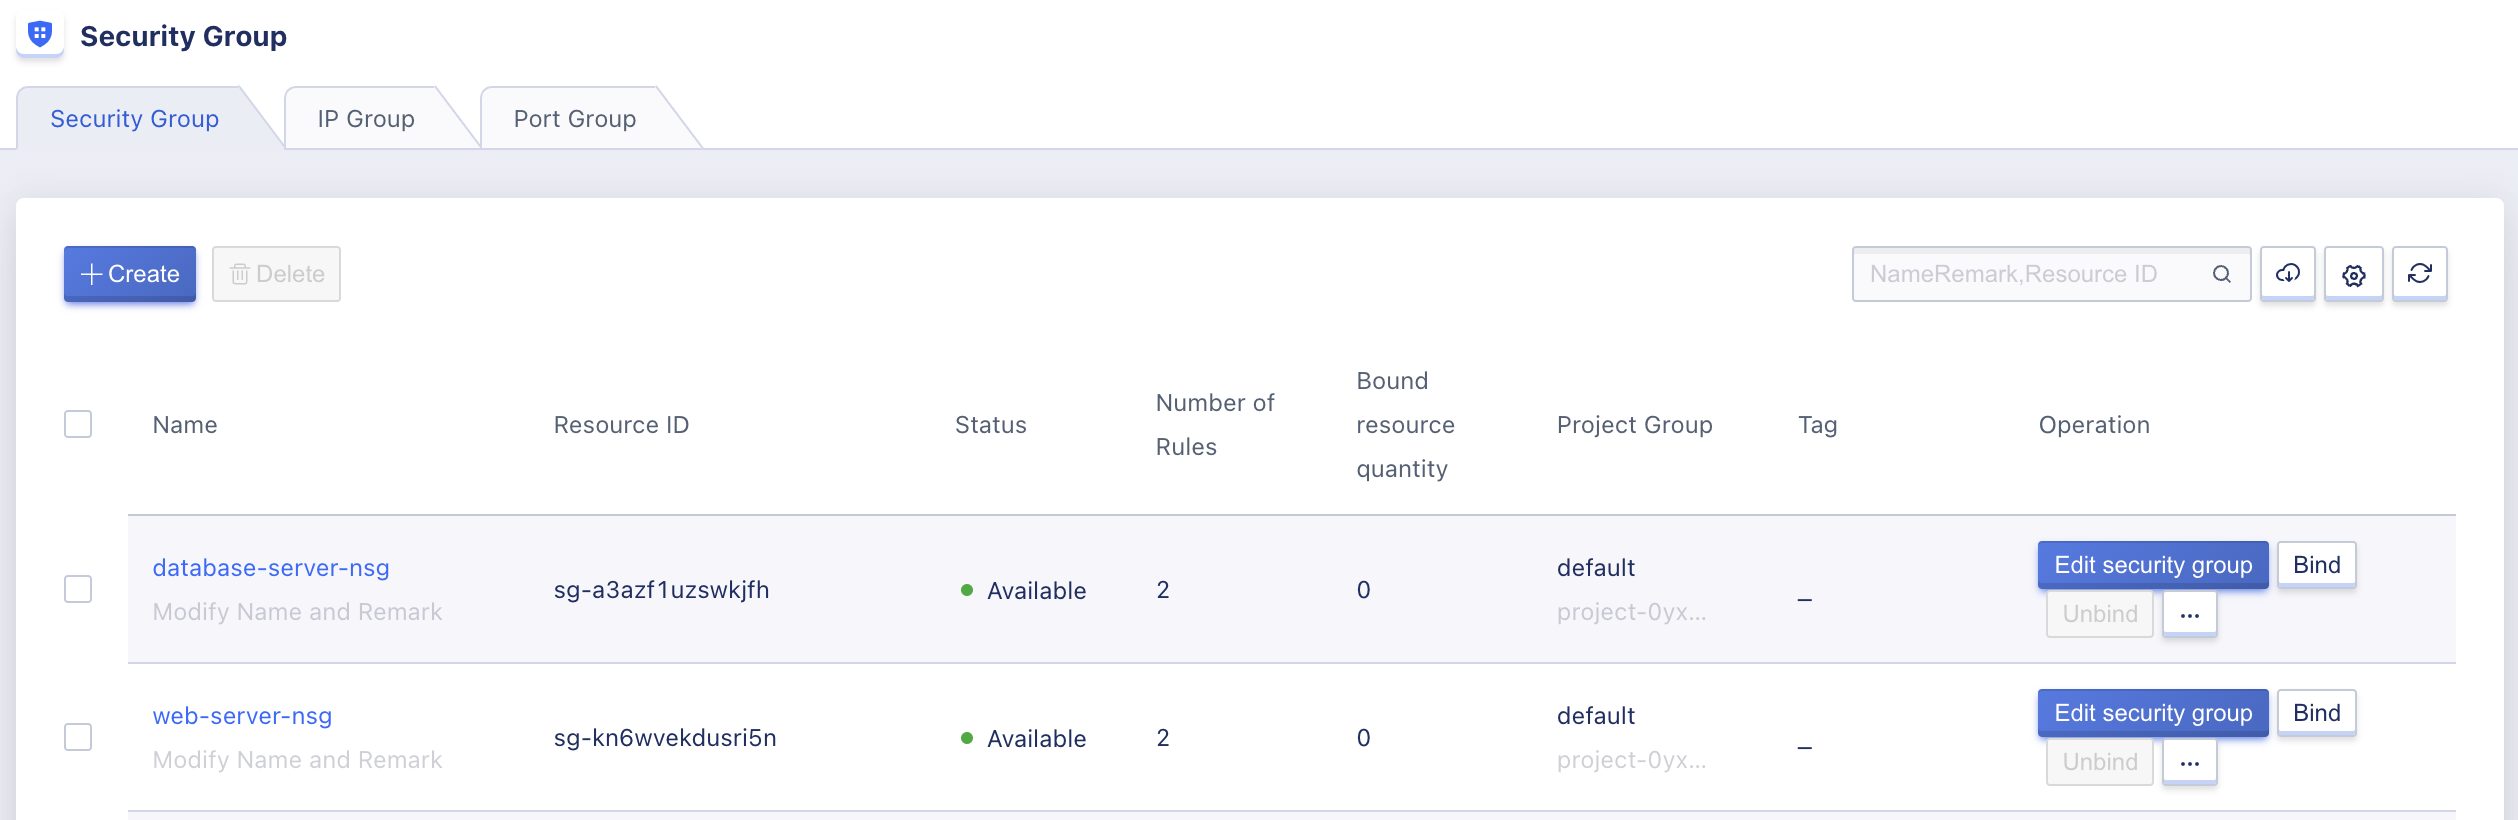 Security Group
Security Group
IP Group
Port Group
Create
Delete
NameRemark,Resource ID
Name
Resource ID
Status
Number of
Rules
Bound
resource
quantity
Project Group
Tag
Operation
database-server-nsg
Modify Name and Remark
sg-a3azf1uzswkjfh
Available
2
0
default
project-0yx...
_
Edit security group
Bind
Unbind
...
web-server-nsg
Modify Name and Remark
sg-kn6wvekdusri5n
Available
2
0
default
project-0yx...
_
Edit security group
Bind
Unbind
...